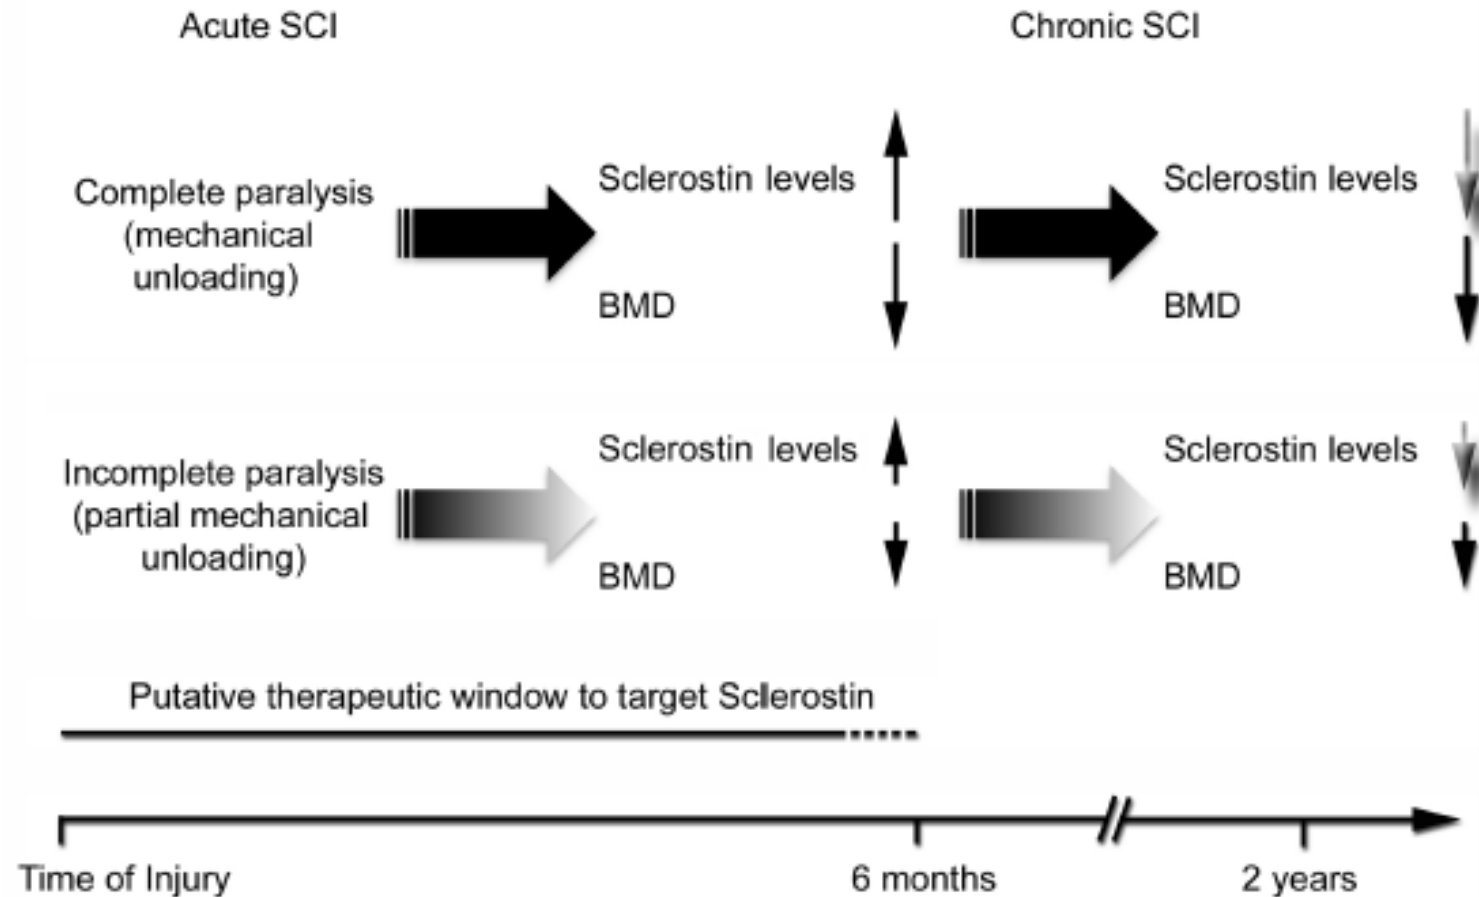 Acute SCI
Chronic SCI
Complete paralysis
(mechanical
unloading)
Sclerostin levels
BMD
Sclerostin levels
BMD
Incomplete paralysis
(partial mechanical
unloading)
Sclerostin levels
BMD
Sclerostin levels
BMD
Putative therapeutic window to target Sclerostin
Time of Injury
6 months
2 years